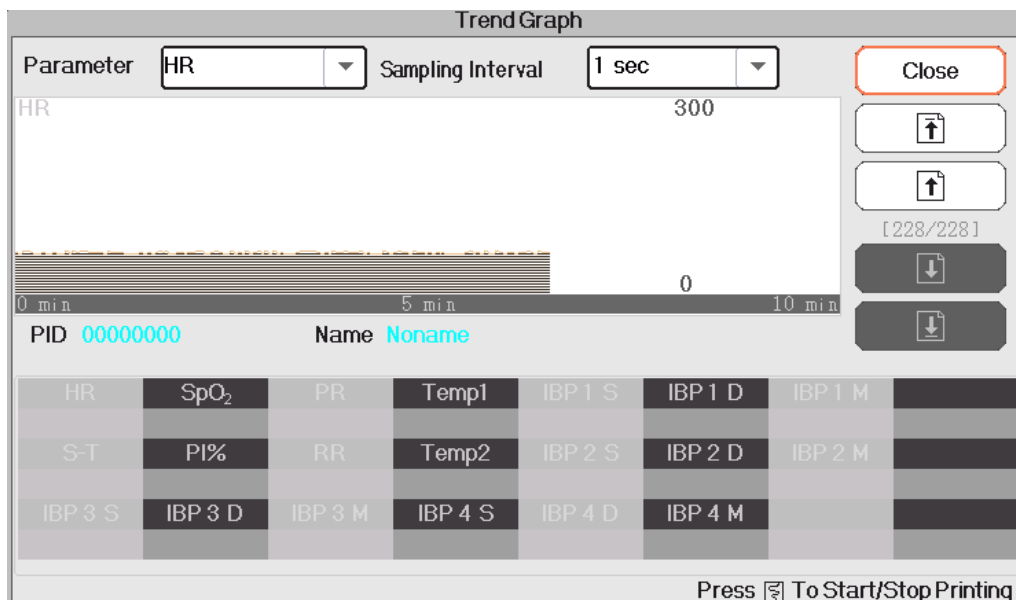 Trend Graph
Parameter HR Sampling Interval 1 sec Close
HR 300
[228/228]
0
0 min 5 min 10 min
PID 00000000 Name Noname
HR SpO₂ PR Temp1 IBP 1 S IBP 1 D IBP 1 M
S-T PI% RR Temp2 IBP 2 S IBP 2 D IBP 2 M
IBP 3 S IBP 3 D IBP 3 M IBP 4 S IBP 4 D IBP 4 M
Press To Start/Stop Printing